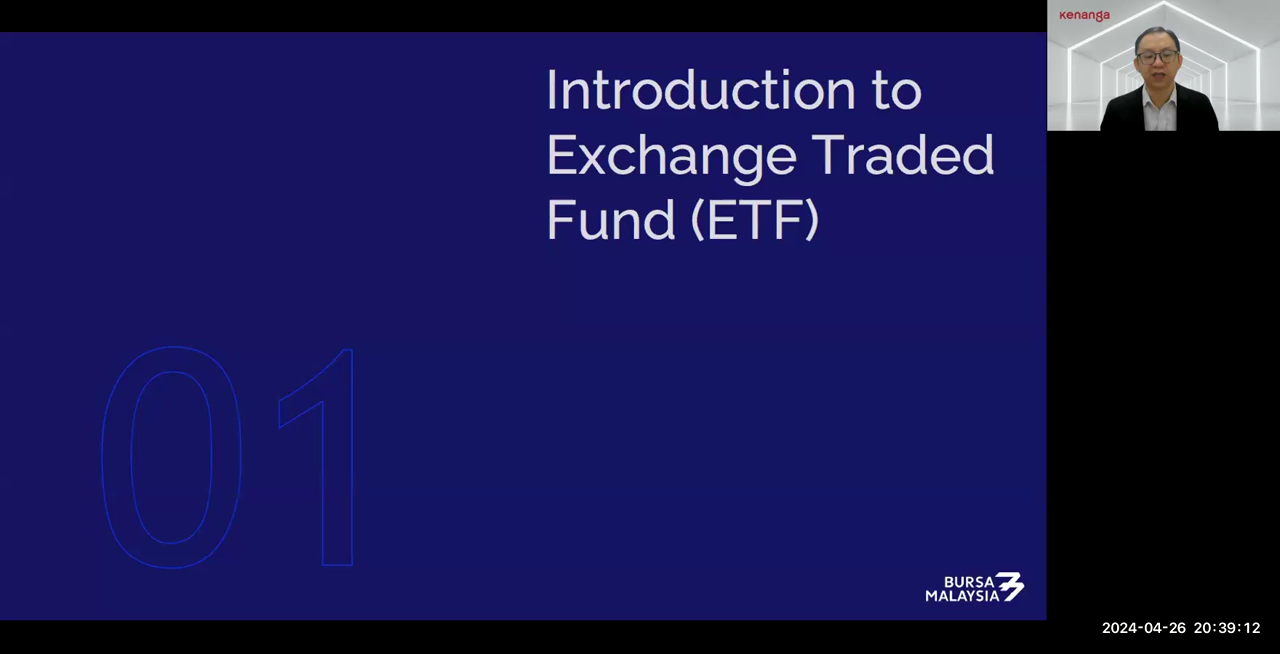 Introduction to
Exchange Traded
Fund (ETF)
01
BURSA
MALAYSIA
kenanga
2024-04-26 20:39:12